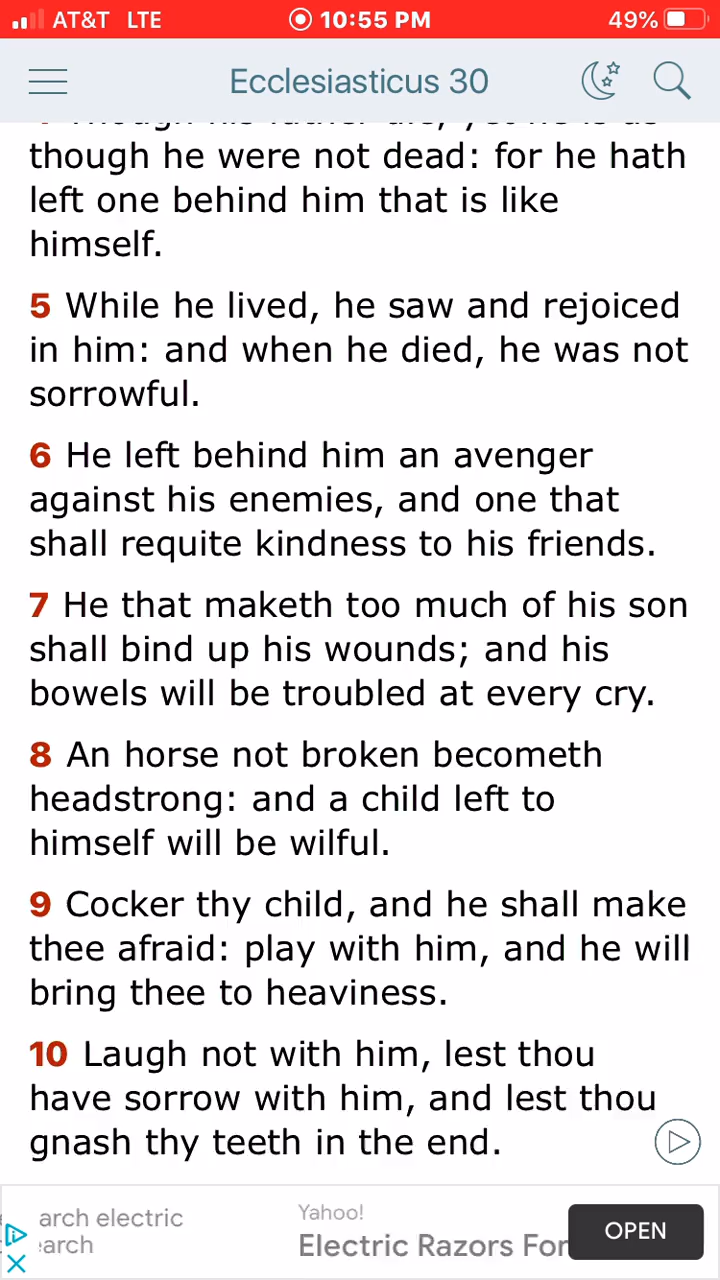 AT&T LTE 10:55 PM 49%
Ecclesiasticus 30
though he were not dead: for he hath
left one behind him that is like
himself.
5 While he lived, he saw and rejoiced
in him: and when he died, he was not
sorrowful.
6 He left behind him an avenger
against his enemies, and one that
shall requite kindness to his friends.
7 He that maketh too much of his son
shall bind up his wounds; and his
bowels will be troubled at every cry.
8 An horse not broken becometh
headstrong: and a child left to
himself will be wilful.
9 Cocker thy child, and he shall make
thee afraid: play with him, and he will
bring thee to heaviness.
10 Laugh not with him, lest thou
have sorrow with him, and lest thou
gnash thy teeth in the end.
arch electric
earch
Yahoo!
Electric Razors For
OPEN